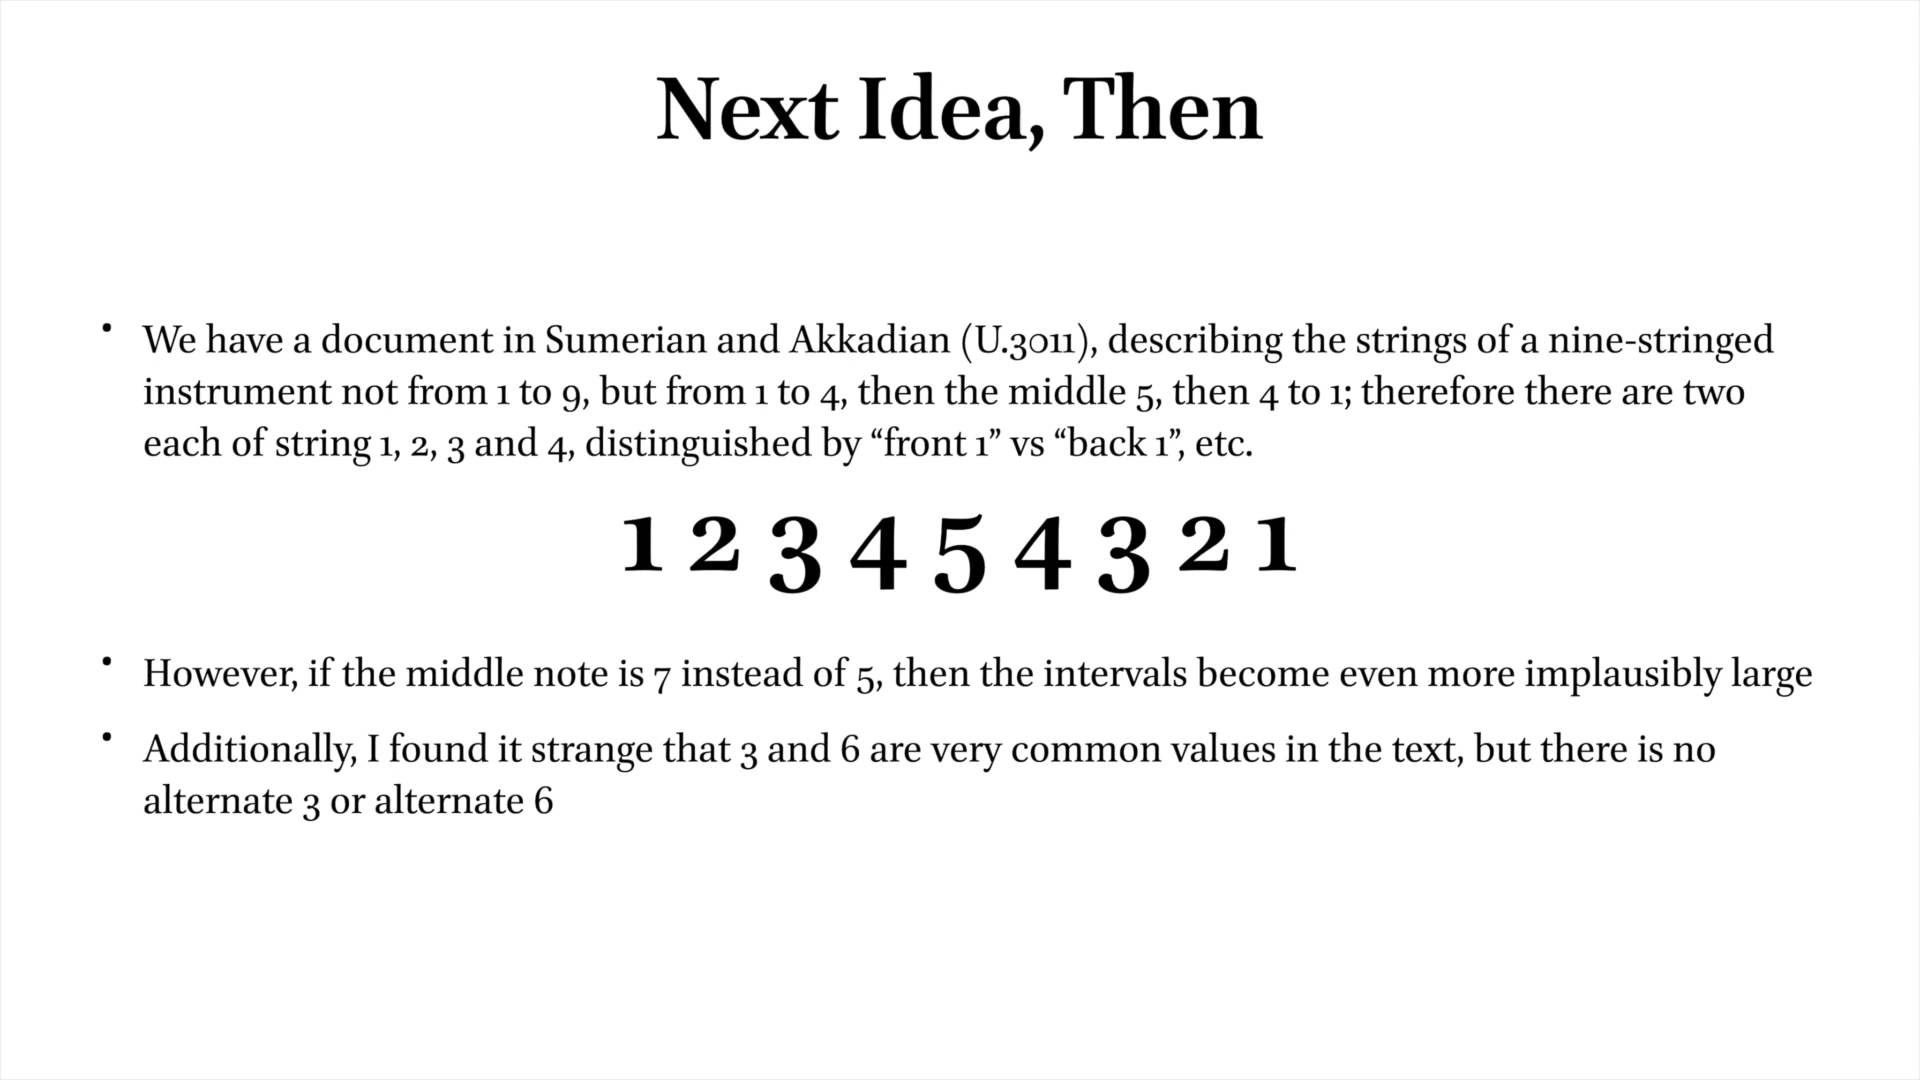 Next Idea, Then
• We have a document in Sumerian and Akkadian (U.3011), describing the strings of a nine-stringed
instrument not from 1 to 9, but from 1 to 4, then the middle 5, then 4 to 1; therefore there are two
each of string 1, 2, 3 and 4, distinguished by “front 1” vs “back 1”, etc.
1 2 3 4 5 4 3 2 1
• However, if the middle note is 7 instead of 5, then the intervals become even more implausibly large
• Additionally, I found it strange that 3 and 6 are very common values in the text, but there is no
alternate 3 or alternate 6